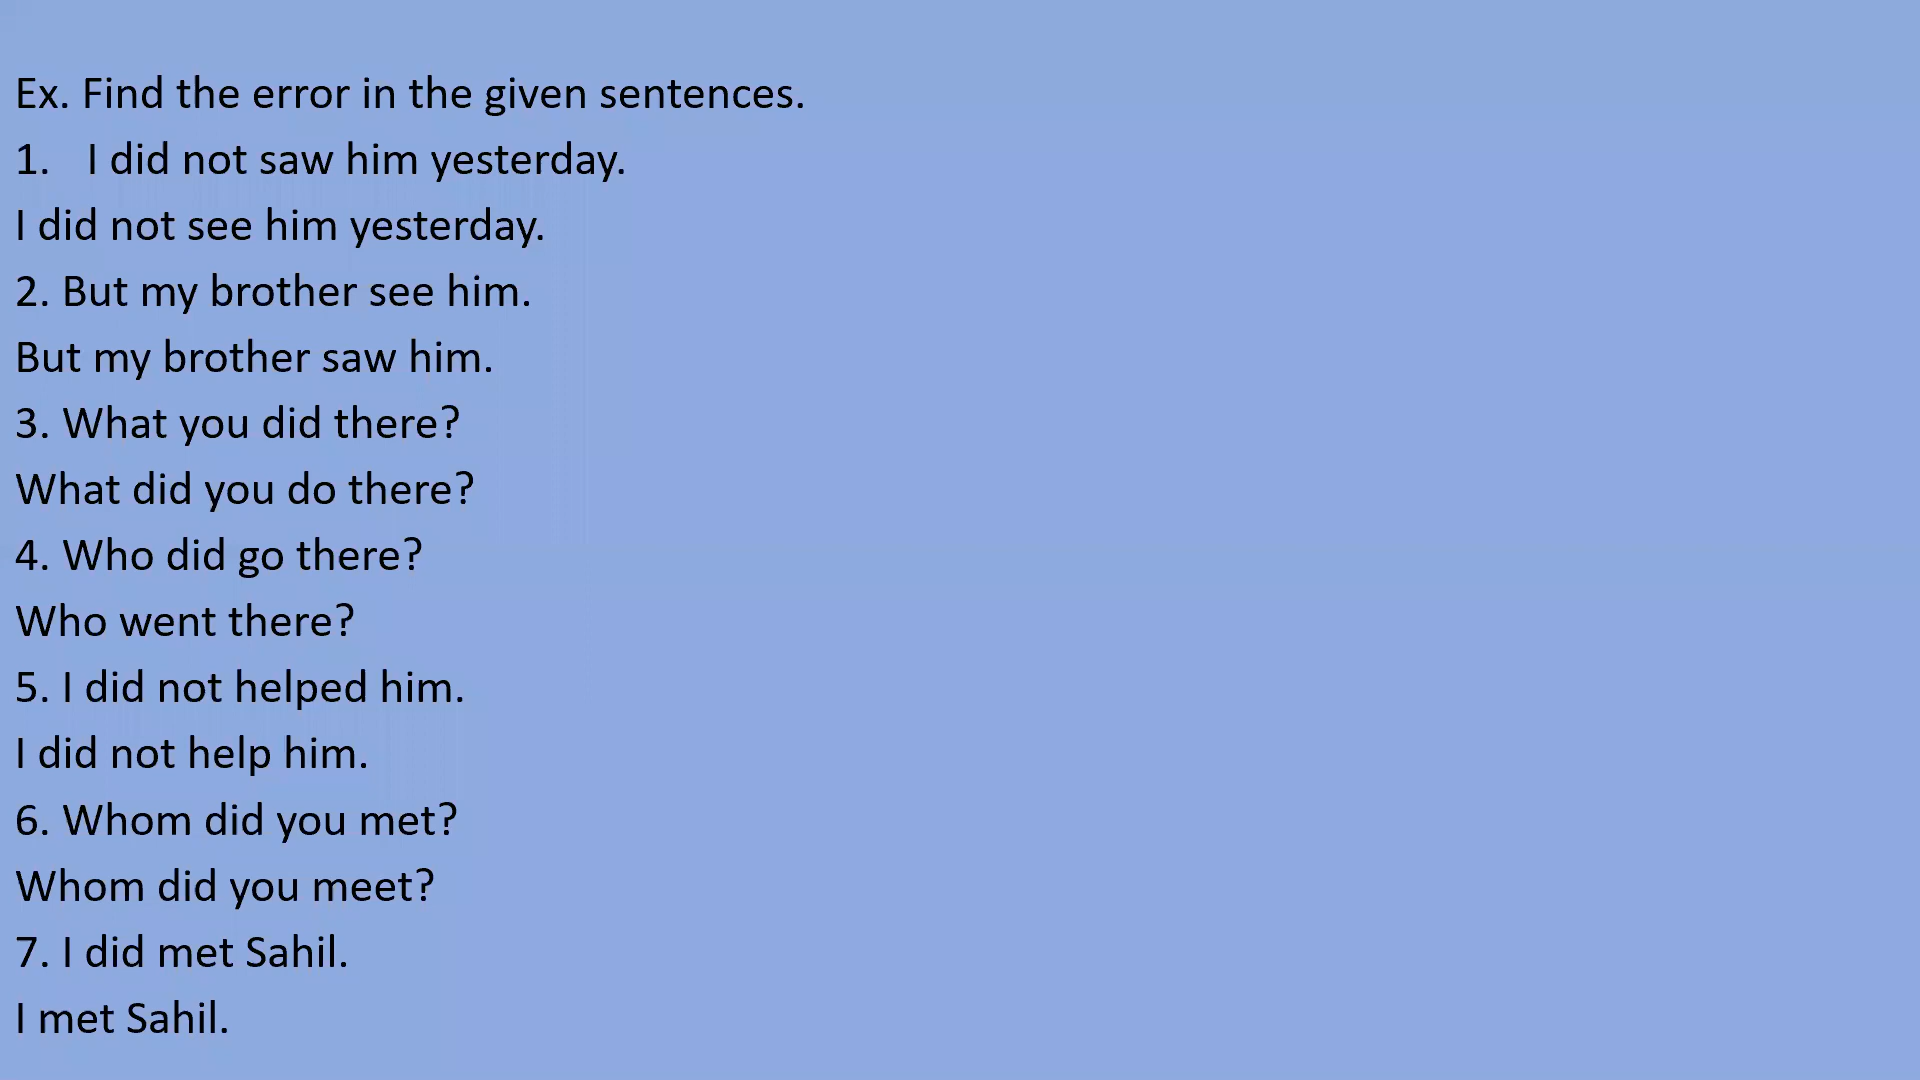 Ex. Find the error in the given sentences.
1. I did not saw him yesterday.
I did not see him yesterday.
2. But my brother see him.
But my brother saw him.
3. What you did there?
What did you do there?
4. Who did go there?
Who went there?
5. I did not helped him.
I did not help him.
6. Whom did you met?
Whom did you meet?
7. I did met Sahil.
I met Sahil.